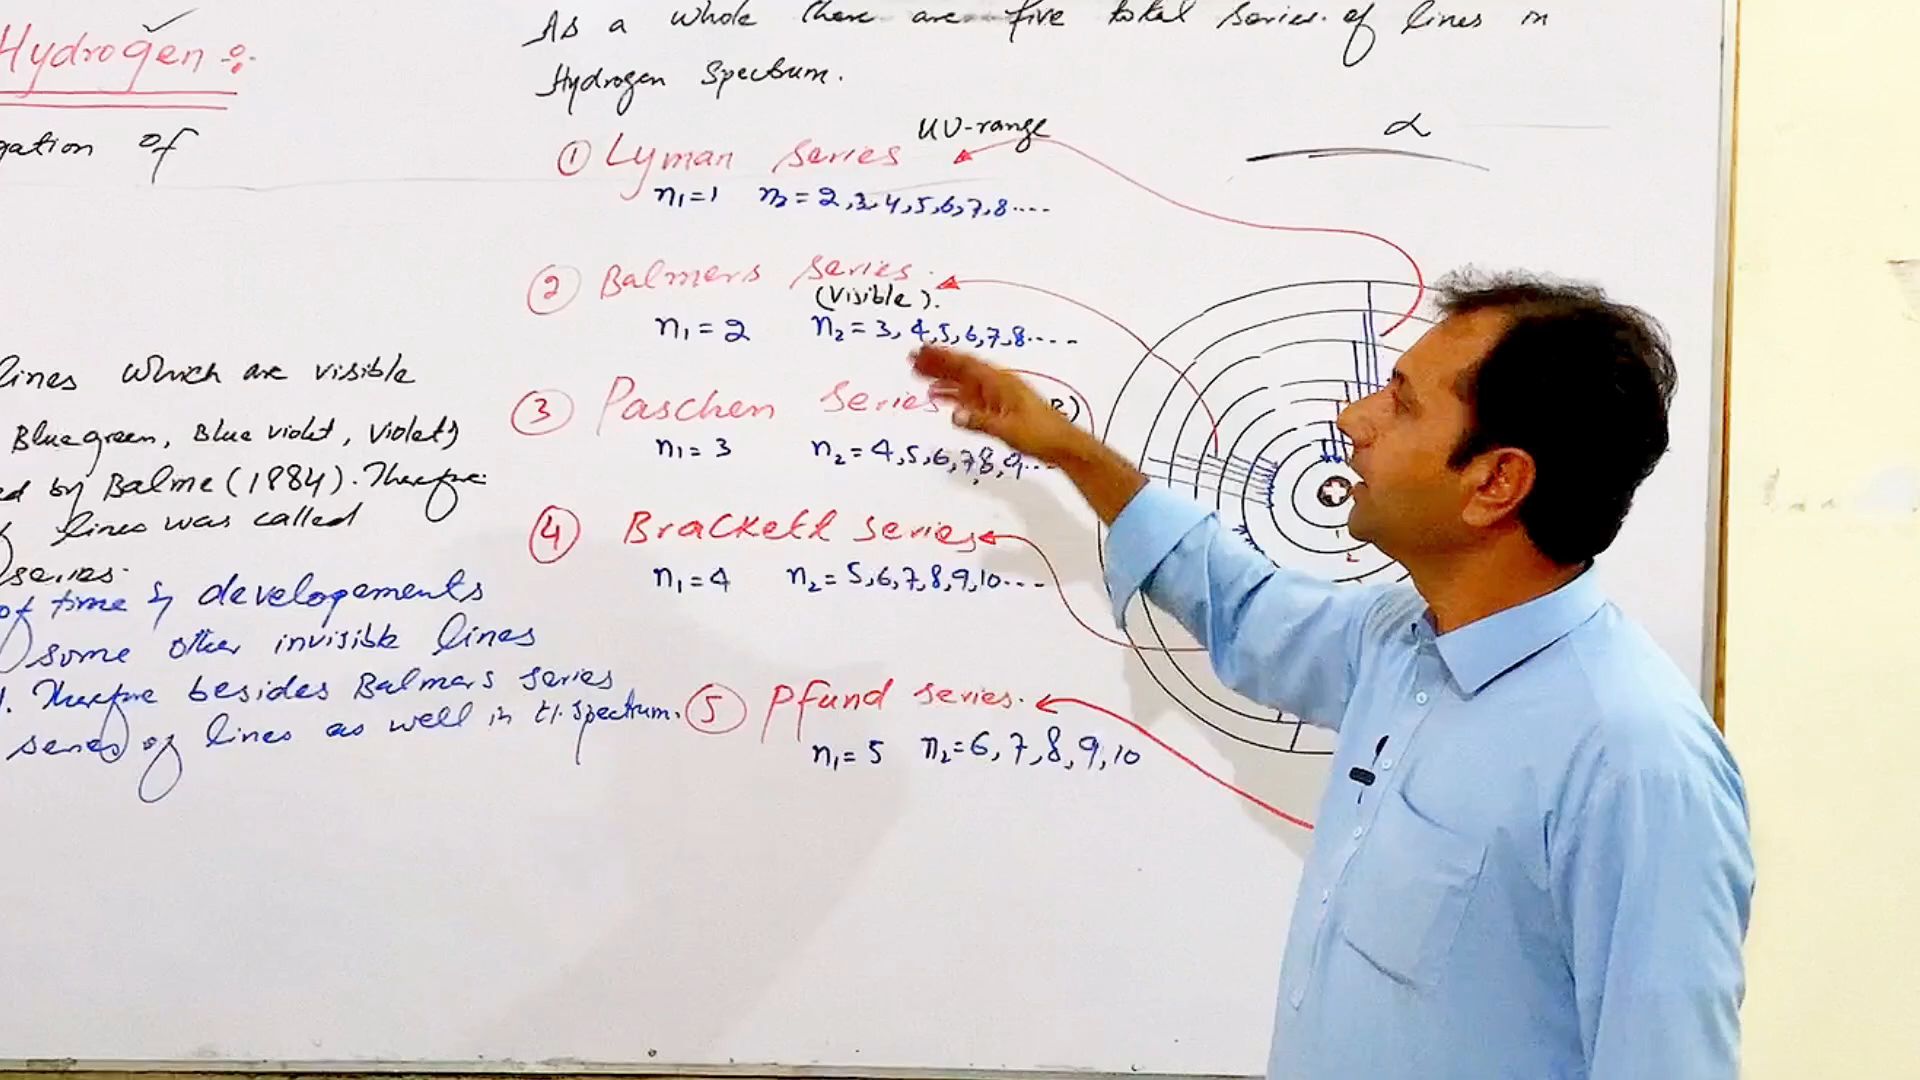 Hydrogen :-
gation of
lines which are visible
Bluegreen, Blue violet, violet)
ed by Balme (1884). Therefore
lines was called
series.
of time & developements
some other invisible lines
. Therefore besides Balmars series
series of lines as well in H.spectrum.
As a whole there are five total series of lines in
Hydrogen Spectrum.
UV-range
① Lyman series
n₁=1 n₂=2,3,4,5,6,7,8....
② Balmers series.
(Visible).
n₁=2 n₂=3,4,5,6,7,8....
③ Paschen series R)
n₁=3 n₂=4,5,6,7,8,9...
④ Brackett series
n₁=4 n₂=5,6,7,8,9,10...
⑤ Pfund series.
n₁=5 n₂=6,7,8,9,10
α